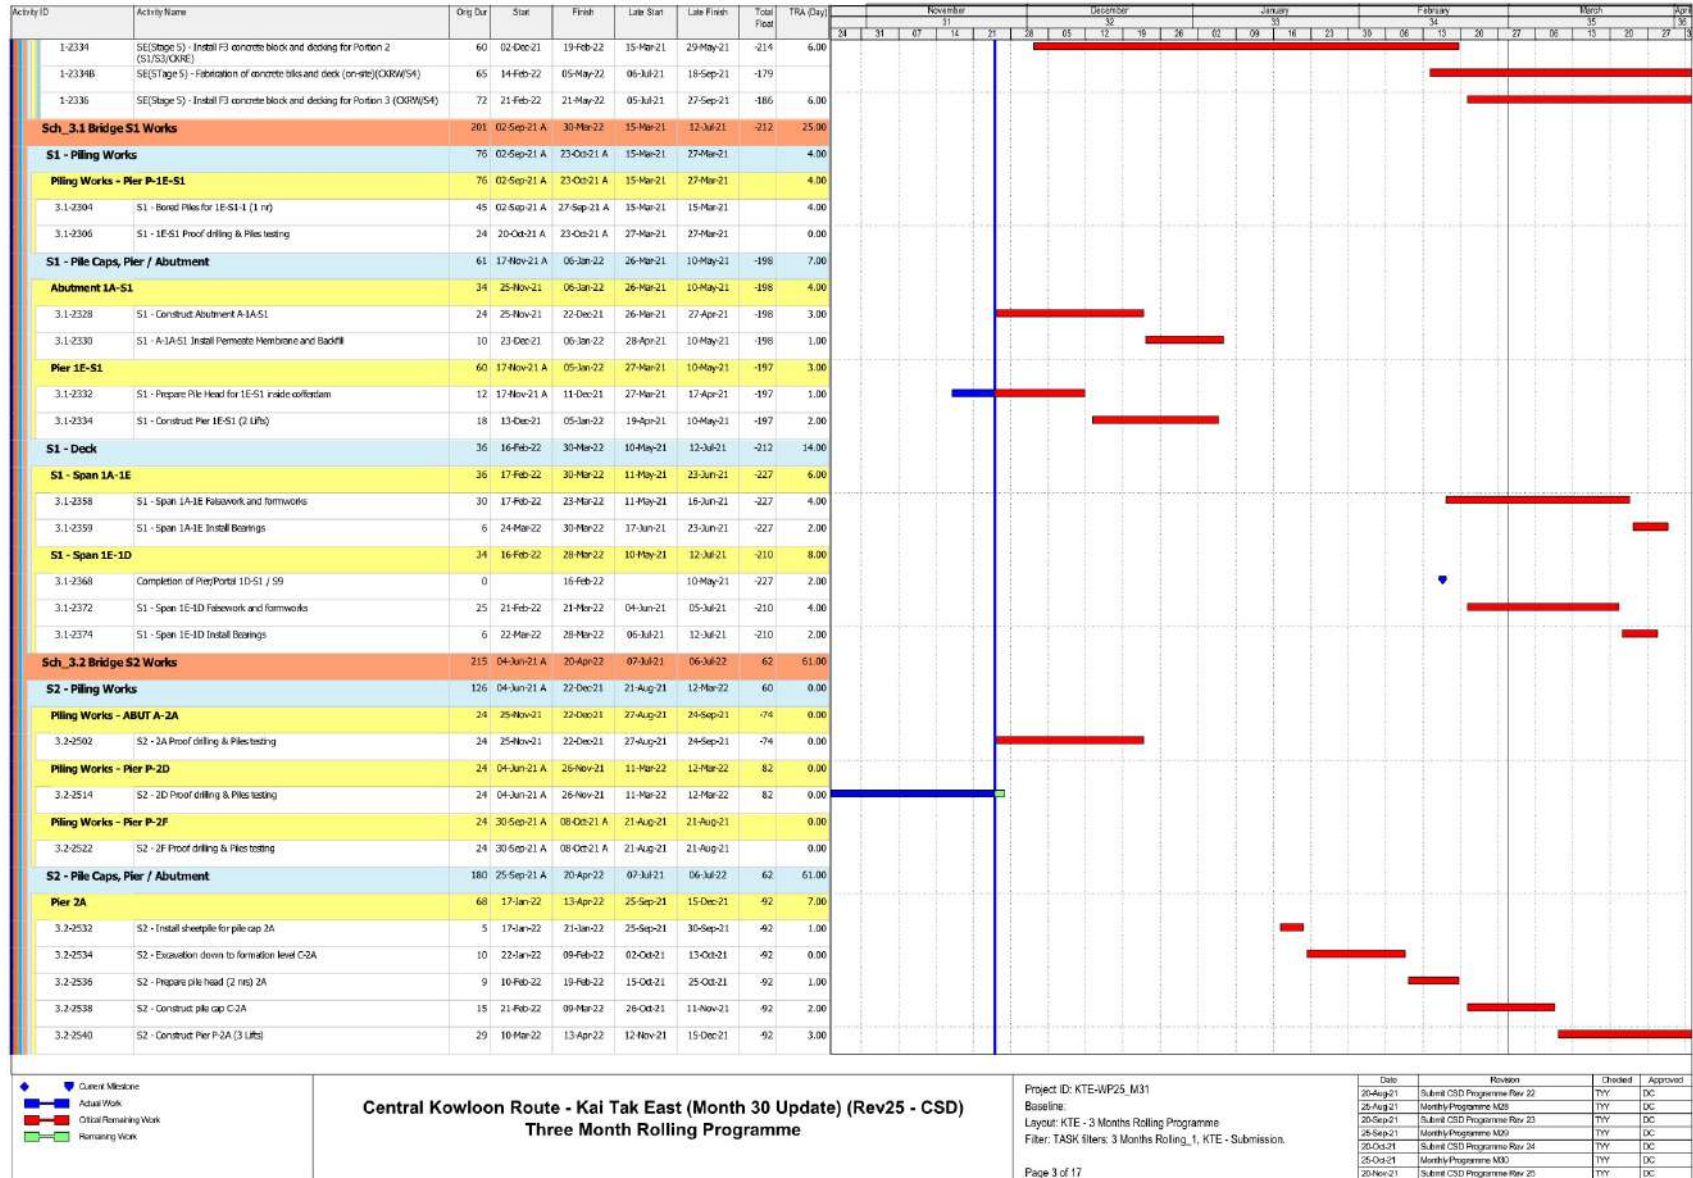 Activity ID Activity Name Orig Dur Start Finish Late Start Late Finish Total Float TRA (Day) November December January February March April
31 32 33 34 35 36
24 31 07 14 21 28 05 12 19 26 02 09 16 23 30 06 13 20 27 06 13 20 27 3
1-2334 SE(Stage 5) - Install F3 concrete block and decking for Portion 2 (S1/S3/CKRE) 60 02-Dec-21 19-Feb-22 15-Mar-21 29-May-21 -214 6.00
1-2334B SE(STage 5) - Fabrication of concrete blks and deck (on-site)(CKRW/S4) 65 14-Feb-22 05-May-22 06-Jul-21 18-Sep-21 -179
1-2336 SE(Stage 5) - Install F3 concrete block and decking for Portion 3 (CKRW/S4) 72 21-Feb-22 21-May-22 05-Jul-21 27-Sep-21 -186 6.00
Sch_3.1 Bridge S1 Works 201 02-Sep-21 A 30-Mar-22 15-Mar-21 12-Jul-21 -212 25.00
S1 - Piling Works 76 02-Sep-21 A 23-Oct-21 A 15-Mar-21 27-Mar-21 4.00
Piling Works - Pier P-1E-S1 76 02-Sep-21 A 23-Oct-21 A 15-Mar-21 27-Mar-21 4.00
3.1-2304 S1 - Bored Piles for 1E-S1-1 (1 nr) 45 02-Sep-21 A 27-Sep-21 A 15-Mar-21 15-Mar-21 4.00
3.1-2306 S1 - 1E-S1 Proof drilling & Piles testing 24 20-Oct-21 A 23-Oct-21 A 27-Mar-21 27-Mar-21 0.00
S1 - Pile Caps, Pier / Abutment 61 17-Nov-21 A 06-Jan-22 26-Mar-21 10-May-21 -198 7.00
Abutment 1A-S1 34 25-Nov-21 06-Jan-22 26-Mar-21 10-May-21 -198 4.00
3.1-2328 S1 - Construct Abutment A-1A-S1 24 25-Nov-21 22-Dec-21 26-Mar-21 27-Apr-21 -198 3.00
3.1-2330 S1 - A-1A-S1 Install Permeate Membrane and Backfill 10 23-Dec-21 06-Jan-22 28-Apr-21 10-May-21 -198 1.00
Pier 1E-S1 60 17-Nov-21 A 05-Jan-22 27-Mar-21 10-May-21 -197 3.00
3.1-2332 S1 - Prepare Pile Head for 1E-S1 inside cofferdam 12 17-Nov-21 A 11-Dec-21 27-Mar-21 17-Apr-21 -197 1.00
3.1-2334 S1 - Construct Pier 1E-S1 (2 Lifts) 18 13-Dec-21 05-Jan-22 19-Apr-21 10-May-21 -197 2.00
S1 - Deck 36 16-Feb-22 30-Mar-22 10-May-21 12-Jul-21 -212 14.00
S1 - Span 1A-1E 36 17-Feb-22 30-Mar-22 11-May-21 23-Jun-21 -227 6.00
3.1-2358 S1 - Span 1A-1E Falsework and formworks 30 17-Feb-22 23-Mar-22 11-May-21 16-Jun-21 -227 4.00
3.1-2359 S1 - Span 1A-1E Install Bearings 6 24-Mar-22 30-Mar-22 17-Jun-21 23-Jun-21 -227 2.00
S1 - Span 1E-1D 34 16-Feb-22 28-Mar-22 10-May-21 12-Jul-21 -210 8.00
3.1-2368 Completion of Pier/Portal 1D-S1 / S9 0 16-Feb-22 10-May-21 -227 2.00
3.1-2372 S1 - Span 1E-1D Falsework and formworks 25 21-Feb-22 21-Mar-22 04-Jun-21 05-Jul-21 -210 4.00
3.1-2374 S1 - Span 1E-1D Install Bearings 6 22-Mar-22 28-Mar-22 06-Jul-21 12-Jul-21 -210 2.00
Sch_3.2 Bridge S2 Works 215 04-Jun-21 A 20-Apr-22 07-Jul-21 06-Jul-22 62 61.00
S2 - Piling Works 126 04-Jun-21 A 22-Dec-21 21-Aug-21 12-Mar-22 60 0.00
Piling Works - ABUT A-2A 24 25-Nov-21 22-Dec-21 27-Aug-21 24-Sep-21 -74 0.00
3.2-2502 S2 - 2A Proof drilling & Piles testing 24 25-Nov-21 22-Dec-21 27-Aug-21 24-Sep-21 -74 0.00
Piling Works - Pier P-2D 24 04-Jun-21 A 26-Nov-21 11-Mar-22 12-Mar-22 82 0.00
3.2-2514 S2 - 2D Proof drilling & Piles testing 24 04-Jun-21 A 26-Nov-21 11-Mar-22 12-Mar-22 82 0.00
Piling Works - Pier P-2F 24 30-Sep-21 A 08-Oct-21 A 21-Aug-21 21-Aug-21 0.00
3.2-2522 S2 - 2F Proof drilling & Piles testing 24 30-Sep-21 A 08-Oct-21 A 21-Aug-21 21-Aug-21 0.00
S2 - Pile Caps, Pier / Abutment 180 25-Sep-21 A 20-Apr-22 07-Jul-21 06-Jul-22 62 61.00
Pier 2A 68 17-Jan-22 13-Apr-22 25-Sep-21 15-Dec-21 -92 7.00
3.2-2532 S2 - Install sheetpile for pile cap 2A 5 17-Jan-22 21-Jan-22 25-Sep-21 30-Sep-21 -92 1.00
3.2-2534 S2 - Excavation down to formation level C-2A 10 22-Jan-22 09-Feb-22 02-Oct-21 13-Oct-21 -92 0.00
3.2-2536 S2 - Prepare pile head (2 nrs) 2A 9 10-Feb-22 19-Feb-22 15-Oct-21 25-Oct-21 -92 1.00
3.2-2538 S2 - Construct pile cap C-2A 15 21-Feb-22 09-Mar-22 26-Oct-21 11-Nov-21 -92 2.00
3.2-2540 S2 - Construct Pier P-2A (3 Lifts) 29 10-Mar-22 13-Apr-22 12-Nov-21 15-Dec-21 -92 3.00
Current Milestone
Actual Work
Critical Remaining Work
Remaining Work
Central Kowloon Route - Kai Tak East (Month 30 Update) (Rev25 - CSD)
Three Month Rolling Programme
Project ID: KTE-WP25_M31
Baseline:
Layout: KTE - 3 Months Rolling Programme
Filter: TASK filters: 3 Months Rolling_1, KTE - Submission.
Page 3 of 17
Date Revision Checked Approved
20-Aug-21 Submit CSD Programme Rev 22 TYY DC
25-Aug-21 Monthly Programme M28 TYY DC
20-Sep-21 Submit CSD Programme Rev 23 TYY DC
25-Sep-21 Monthly Programme M29 TYY DC
20-Oct-21 Submit CSD Programme Rev 24 TYY DC
25-Oct-21 Monthly Programme M30 TYY DC
20-Nov-21 Submit CSD Programme Rev 25 TYY DC